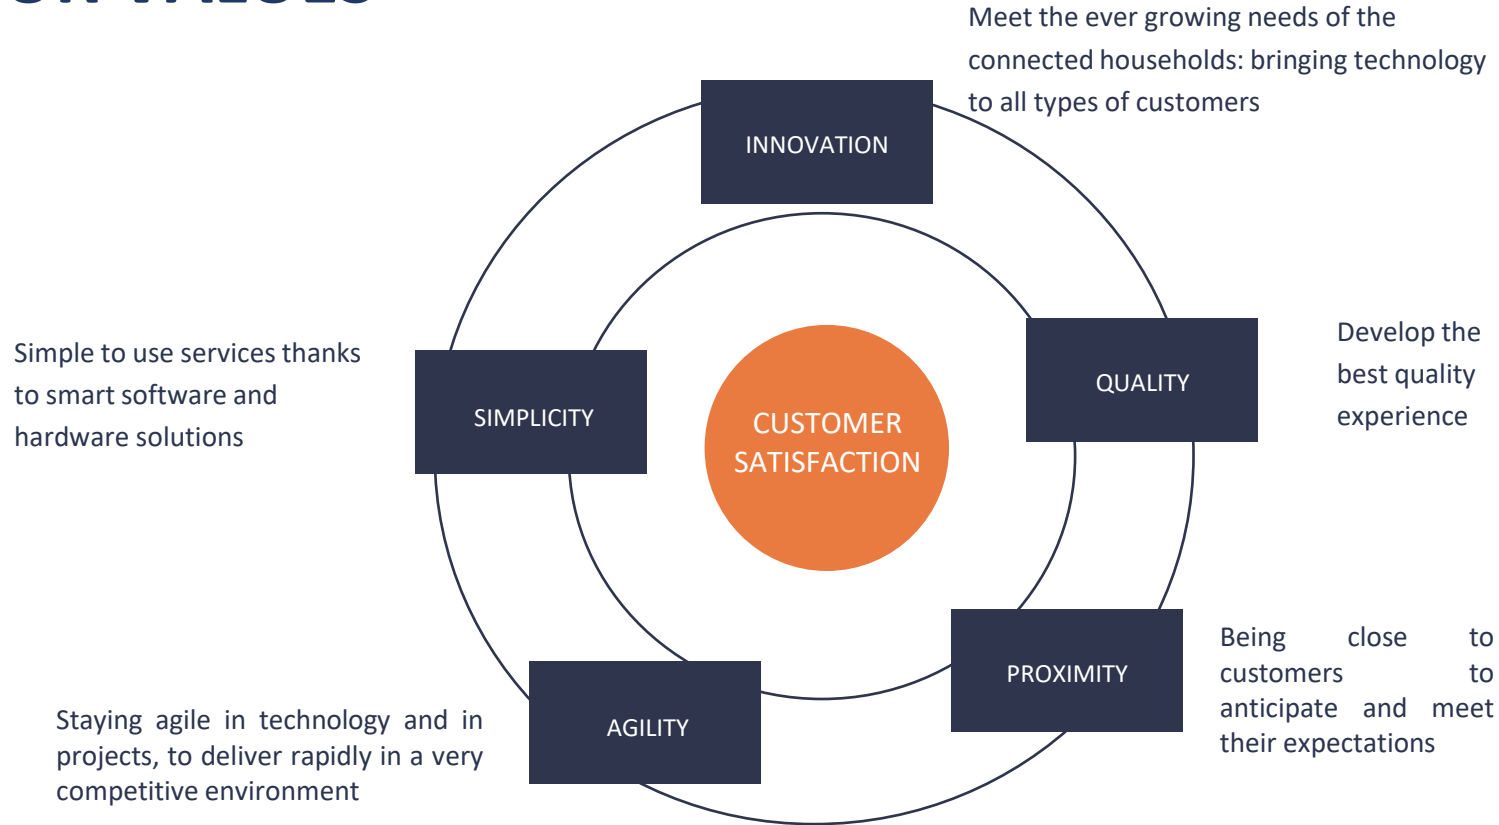 VALUES
Meet the ever growing needs of the
connected households: bringing technology
to all types of customers
INNOVATION
Simple to use services thanks
to smart software and
hardware solutions
SIMPLICITY
CUSTOMER
SATISFACTION
QUALITY
Develop the
best quality
experience
PROXIMITY
Being close to
customers to
anticipate and meet
their expectations
AGILITY
Staying agile in technology and in
projects, to deliver rapidly in a very
competitive environment